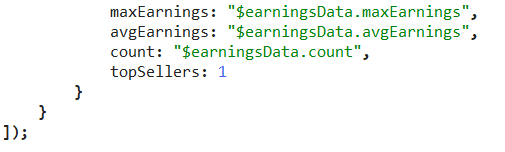 maxEarnings: "$earningsData.maxEarnings",
avgEarnings: "$earningsData.avgEarnings",
count: "$earningsData.count",
topSellers: 1
}
}
]);